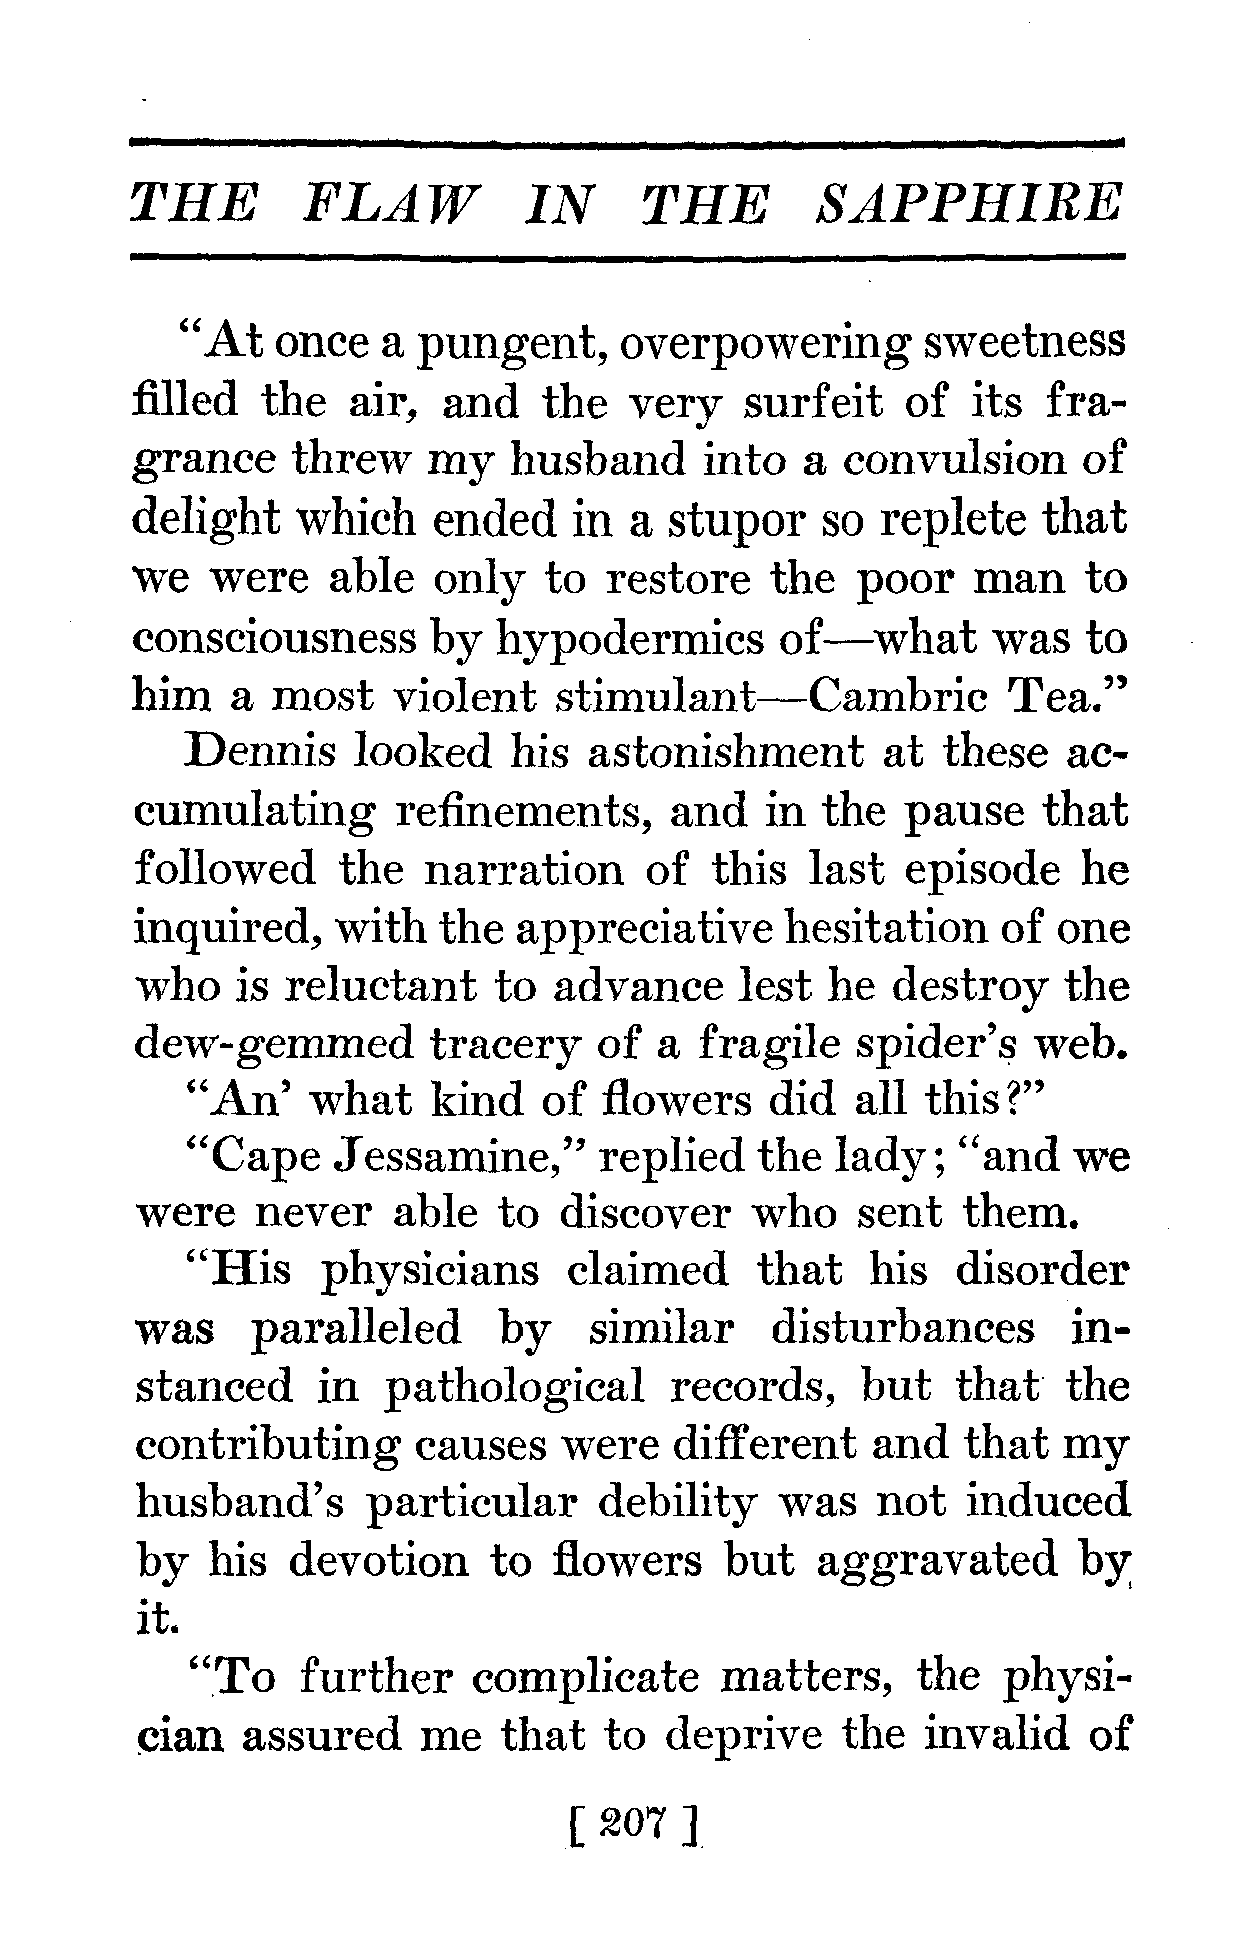 THE FLAW IN THE SAPPHIRE
“At once a pungent, overpowering sweetness
filled the air, and the very surfeit of its fra-
grance threw my husband into a convulsion of
delight which ended in a stupor so replete that
we were able only to restore the poor man to
consciousness by hypodermics of—what was to
him a most violent stimulant—Cambric Tea.”
Dennis looked his astonishment at these ac-
cumulating refinements, and in the pause that
followed the narration of this last episode he
inquired, with the appreciative hesitation of one
who is reluctant to advance lest he destroy the
dew-gemmed tracery of a fragile spider’s web.
“An’ what kind of flowers did all this?”
“Cape Jessamine,” replied the lady; “and we
were never able to discover who sent them.
“His physicians claimed that his disorder
was paralleled by similar disturbances in-
stanced in pathological records, but that the
contributing causes were different and that my
husband’s particular debility was not induced
by his devotion to flowers but aggravated by
it.
“To further complicate matters, the physi-
cian assured me that to deprive the invalid of
[ 207 ]